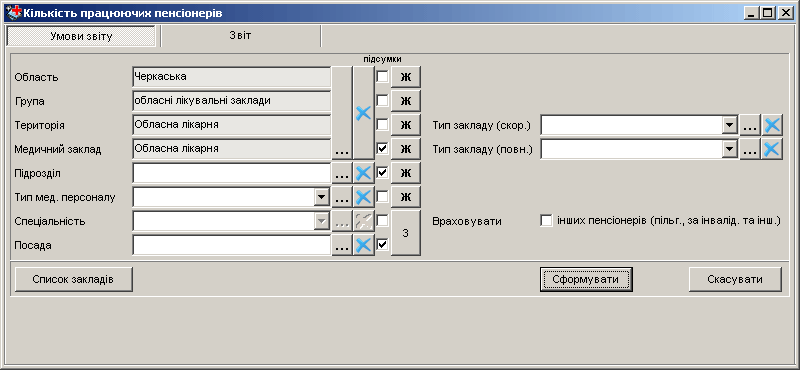 Кількість працюючих пенсіонерів
Умови звіту
Звіт
підсумки
Область Черкаська ж
Група обласні лікувальні заклади ж
Територія Обласна лікарня ж Тип закладу (скор.) ...
Медичний заклад Обласна лікарня ... ж Тип закладу (повн.) ...
Підрозділ ... ж
Тип мед. персоналу ... ж
Спеціальність ... З Враховувати інших пенсіонерів (пільг., за інвалід. та інш.)
Посада ...
Список закладів Сформувати Скасувати